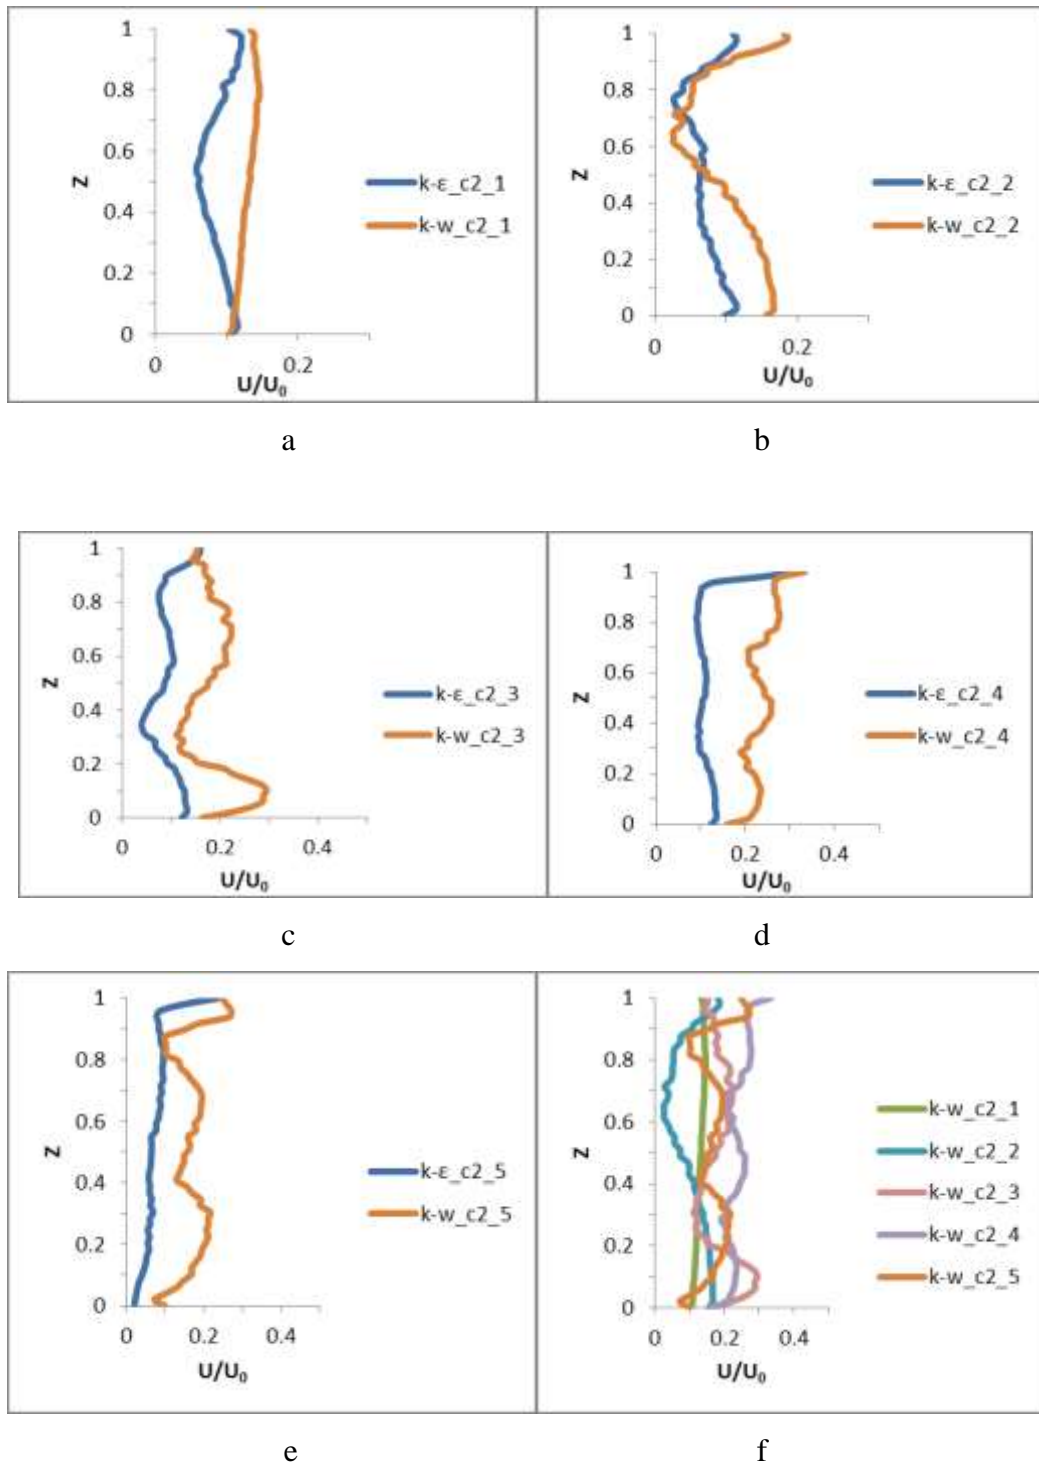 1
0.8
0.6
0.4
0.2
0
Z
0 0.2
U/U₀
k-ε_c2_1
k-w_c2_1
1
0.8
0.6
0.4
0.2
0
Z
0 0.2
U/U₀
k-ε_c2_2
k-w_c2_2
a b
1
0.8
0.6
0.4
0.2
0
Z
0 0.2 0.4
U/U₀
k-ε_c2_3
k-w_c2_3
1
0.8
0.6
0.4
0.2
0
Z
0 0.2 0.4
U/U₀
k-ε_c2_4
k-w_c2_4
c d
1
0.8
0.6
0.4
0.2
0
Z
0 0.2 0.4
U/U₀
k-ε_c2_5
k-w_c2_5
1
0.8
0.6
0.4
0.2
0
Z
0 0.2 0.4
U/U₀
k-w_c2_1
k-w_c2_2
k-w_c2_3
k-w_c2_4
k-w_c2_5
e f